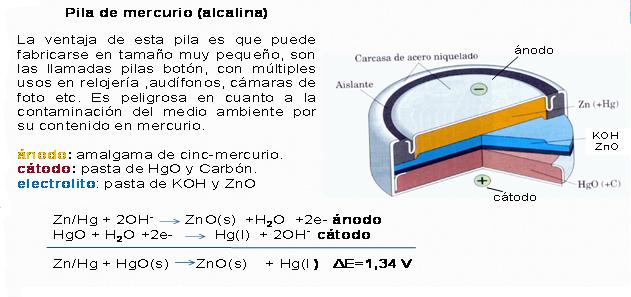 Pila de mercurio (alcalina)
La ventaja de esta pila es que puede
fabricarse en tamaño muy pequeño, son
las llamadas pilas botón, con múltiples
usos en relojería ,audífonos, cámaras de
foto etc. Es peligrosa en cuanto a la
contaminación del medio ambiente por
su contenido en mercurio.
ánodo: amalgama de cinc-mercurio.
cátodo: pasta de HgO y Carbón.
electrolito: pasta de KOH y ZnO
ánodo
Carcasa de acero niquelado
Aislante
−
Zn (+Hg)
KOH
ZnO
HgO (+C)
+
cátodo
Zn/Hg + 2OH⁻ → ZnO(s) +H₂O +2e- ánodo
HgO + H₂O +2e- → Hg(l) + 2OH⁻ cátodo
Zn/Hg + HgO(s) → ZnO(s) + Hg(l) ΔE=1,34 V